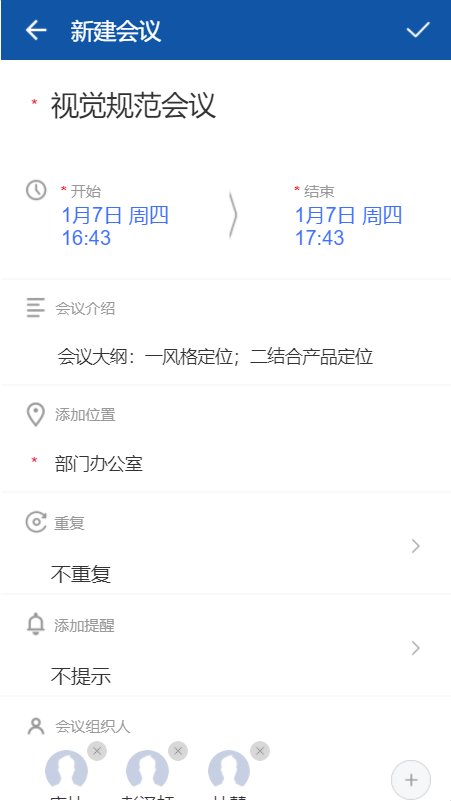 新建会议
* 视觉规范会议
* 开始
1月7日 周四
16:43
* 结束
1月7日 周四
17:43
会议介绍
会议大纲：一风格定位；二结合产品定位
添加位置
* 部门办公室
重复
不重复
添加提醒
不提示
会议组织人